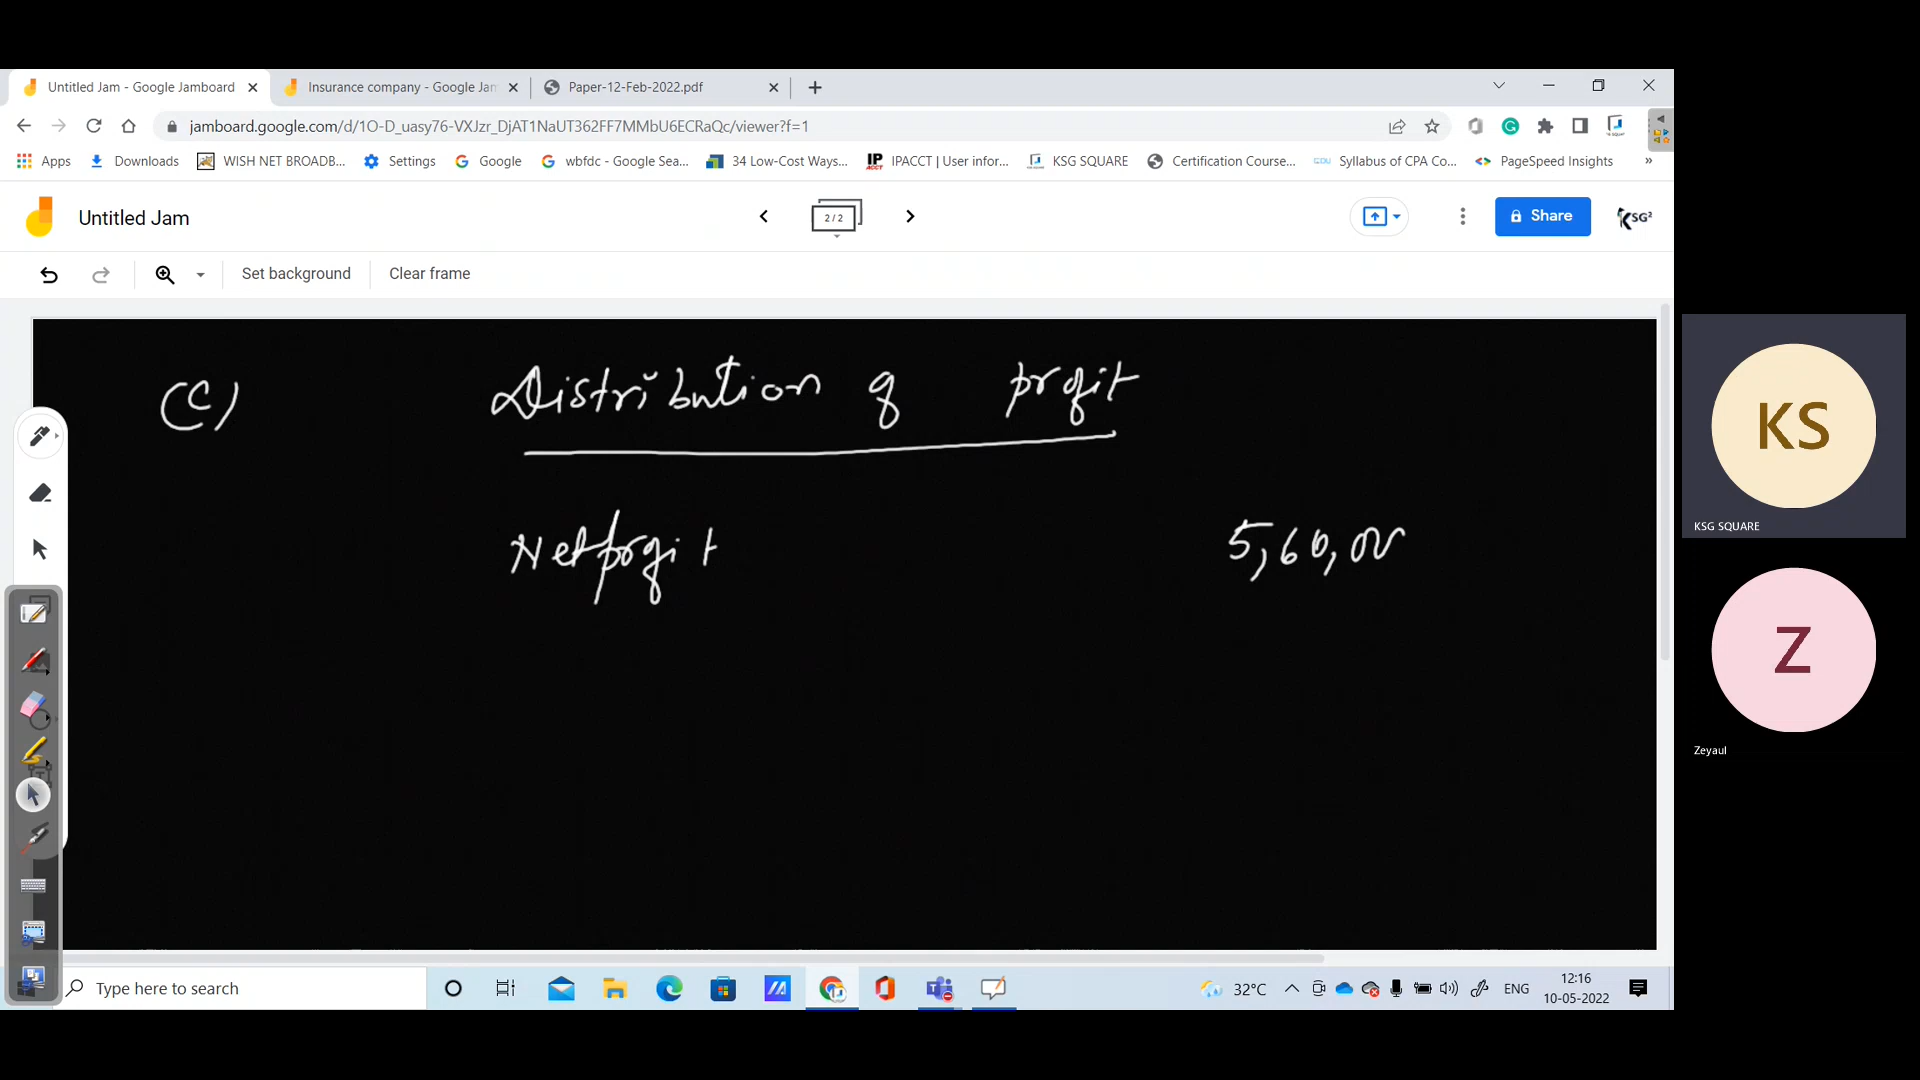 Untitled Jam - Google Jamboard
Insurance company - Google Jam
Paper-12-Feb-2022.pdf
jamboard.google.com/d/1O-D_uasy76-VXJzr_DjAT1NaUT362FF7MMbU6ECRaQc/viewer?f=1
Apps Downloads WISH NET BROADB... Settings Google wbfdc - Google Sea... 34 Low-Cost Ways... IPACCT | User infor... KSG SQUARE Certification Course... Syllabus of CPA Co... PageSpeed Insights »
Untitled Jam
2 / 2
Share
KSG²
Set background
Clear frame
(C) Distribution of profit
Net profit 5,60,00
KS
KSG SQUARE
Z
Zeyaul
Type here to search
32°C
ENG
12:16
10-05-2022